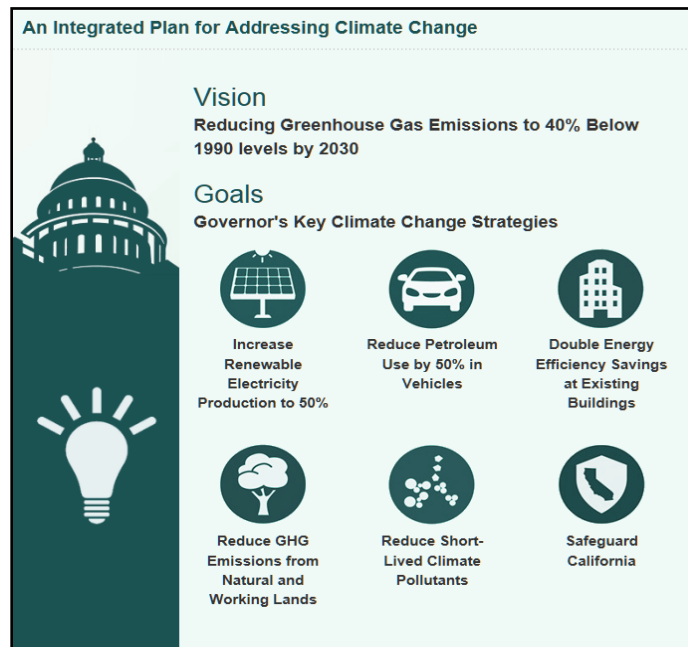 An Integrated Plan for Addressing Climate Change
Vision
Reducing Greenhouse Gas Emissions to 40% Below
1990 levels by 2030
Goals
Governor's Key Climate Change Strategies
Increase
Renewable
Electricity
Production to 50%
Reduce Petroleum
Use by 50% in
Vehicles
Double Energy
Efficiency Savings
at Existing
Buildings
Reduce GHG
Emissions from
Natural and
Working Lands
Reduce Short-
Lived Climate
Pollutants
Safeguard
California